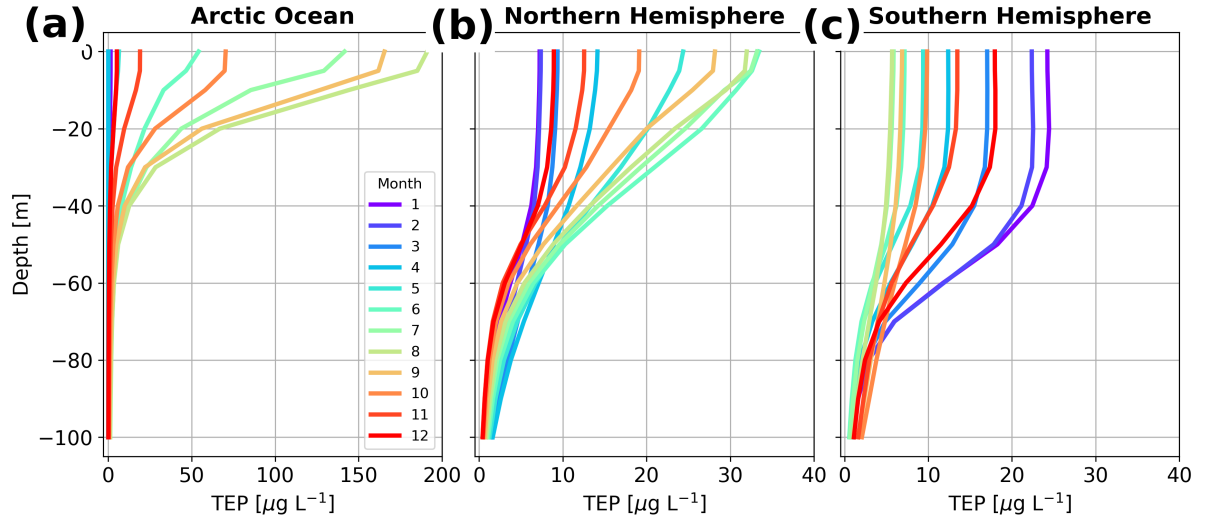 (a) Arctic Ocean
(b) Northern Hemisphere
(c) Southern Hemisphere
Depth [m]
0
−20
−40
−60
−80
−100
Month
1
2
3
4
5
6
7
8
9
10
11
12
0 50 100 150 200
0 10 20 30 40
0 10 20 30 40
TEP [μg L⁻¹]
TEP [μg L⁻¹]
TEP [μg L⁻¹]